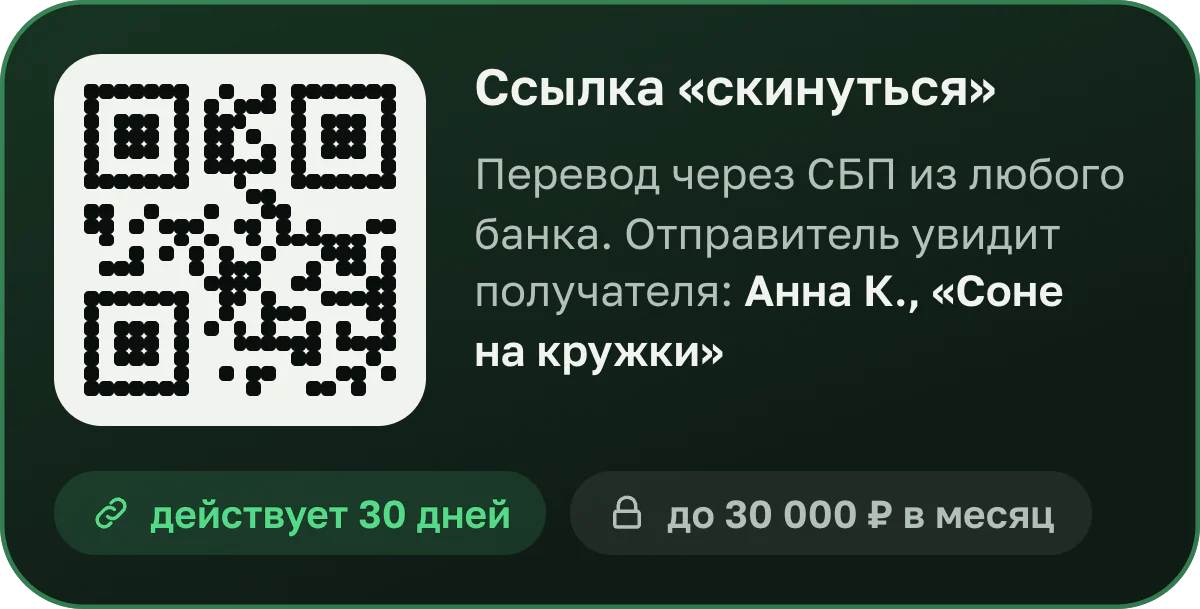 Ссылка «скинуться»
Перевод через СБП из любого
банка. Отправитель увидит
получателя: Анна К., «Соне
на кружки»
действует 30 дней
до 30 000 ₽ в месяц